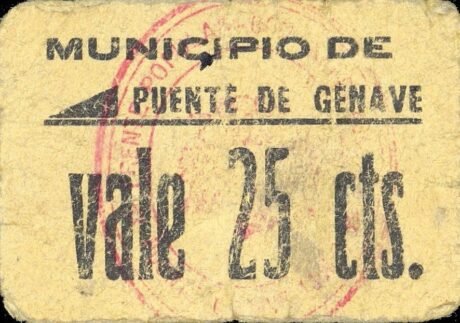 MUNICIPIO DE
PUENTE DE GENAVE
vale 25 cts.